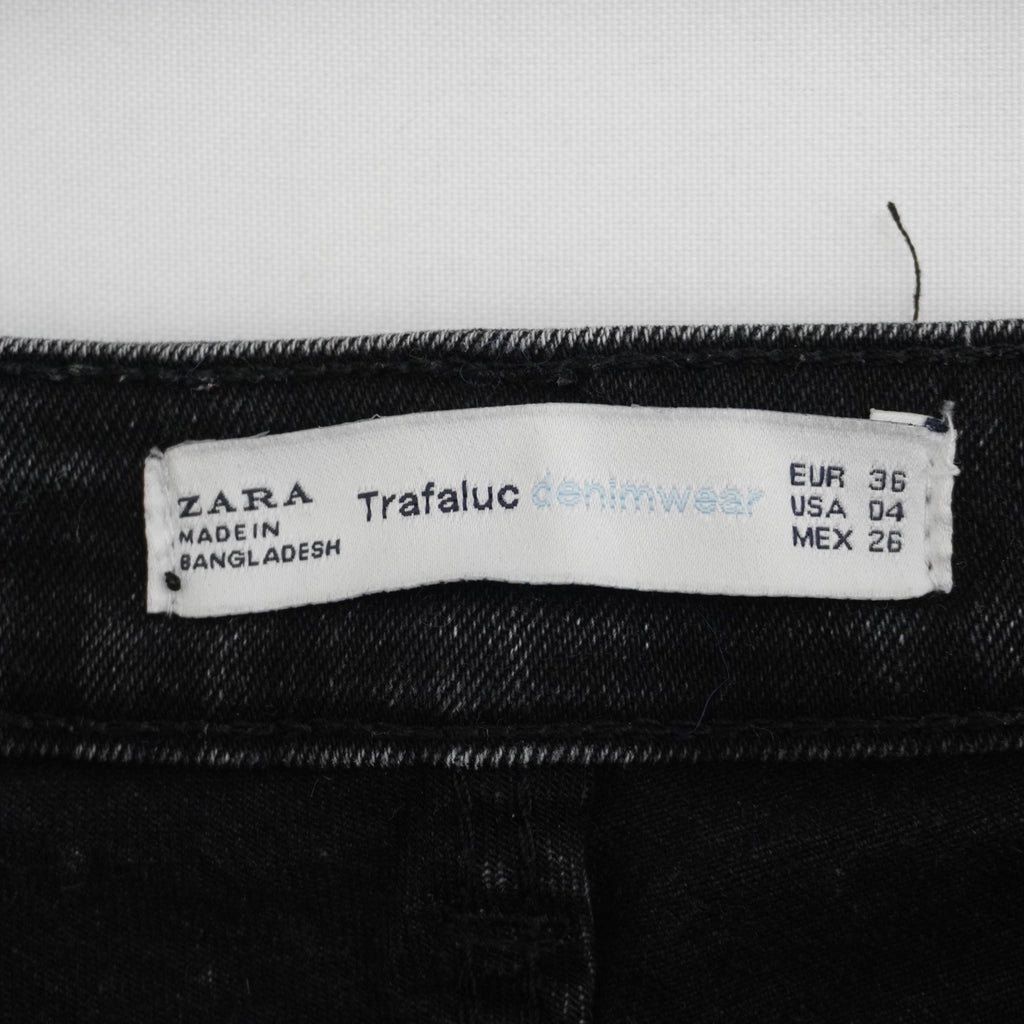 ZARA
MADE IN
BANGLADESH
Trafaluc denimwear
EUR 36
USA 04
MEX 26